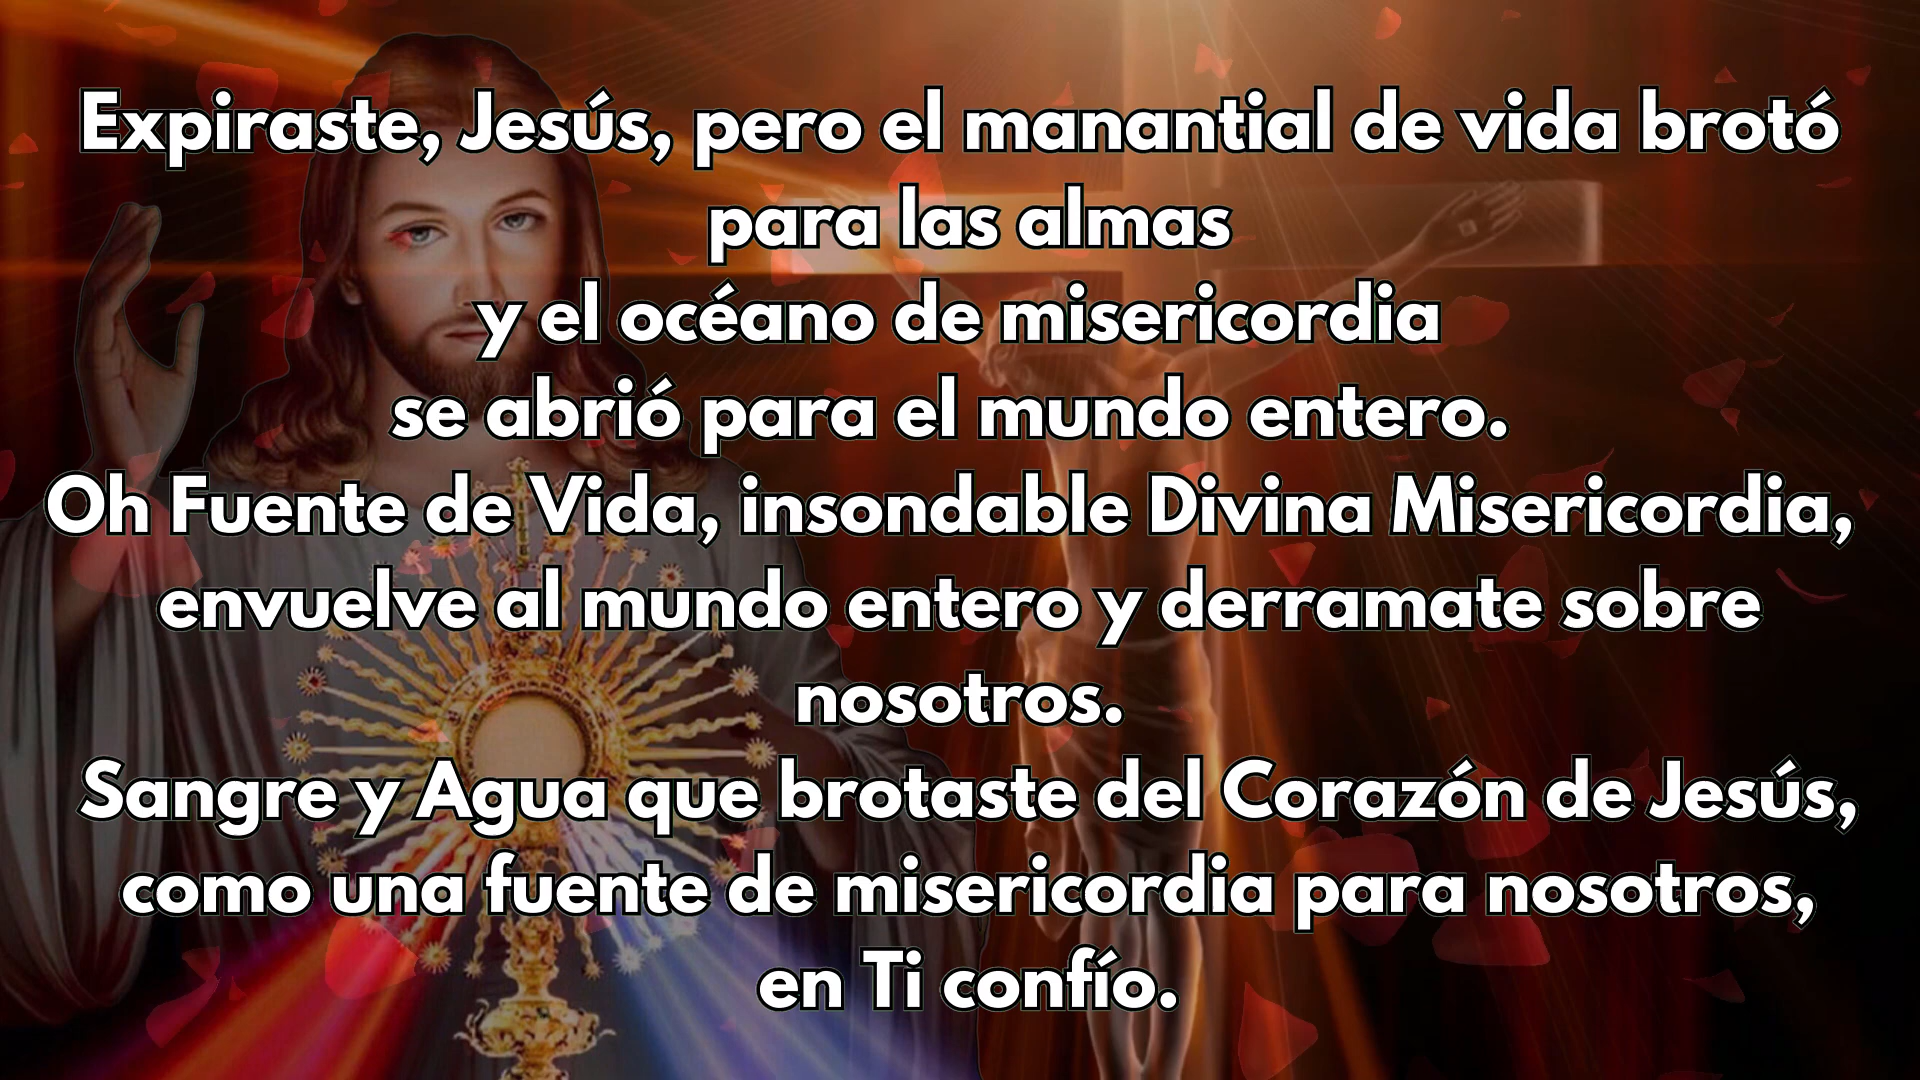 Expiraste, Jesús, pero el manantial de vida brotó
para las almas
y el océano de misericordia
se abrió para el mundo entero.
Oh Fuente de Vida, insondable Divina Misericordia,
envuelve al mundo entero y derramate sobre
nosotros.
Sangre y Agua que brotaste del Corazón de Jesús,
como una fuente de misericordia para nosotros,
en Ti confío.